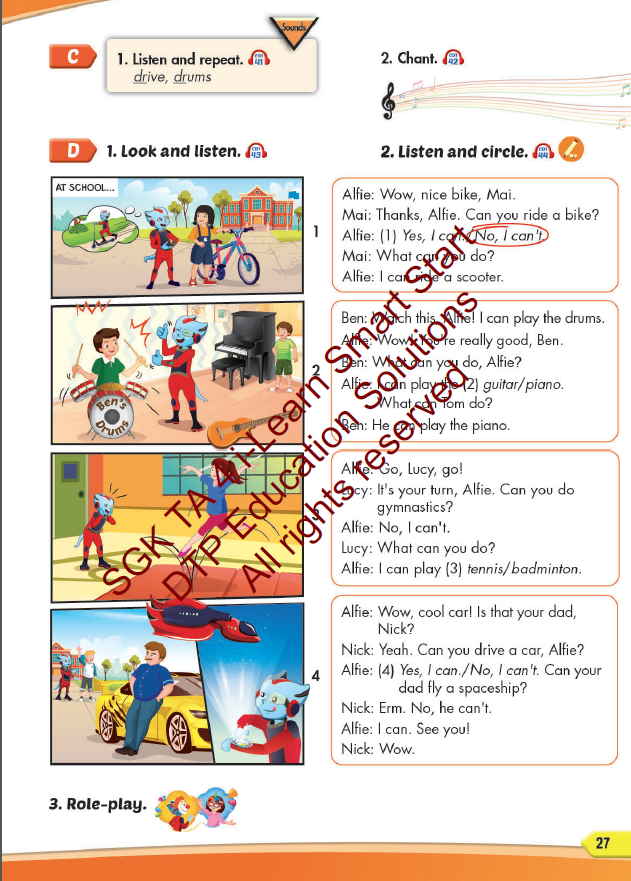 Sounds
C
1. Listen and repeat. CD1 41
drive, drums
2. Chant. CD1 42
D
1. Look and listen. CD1 43
AT SCHOOL...
Ben's
Drums
2. Listen and circle. CD1 44
1
Alfie: Wow, nice bike, Mai.
Mai: Thanks, Alfie. Can you ride a bike?
Alfie: (1) Yes, I can./No, I can't.
Mai: What can you do?
Alfie: I can ride a scooter.
2
Ben: Watch this, Alfie! I can play the drums.
Alfie: Wow! You're really good, Ben.
Ben: What can you do, Alfie?
Alfie: I can play the (2) guitar/piano.
What can Tom do?
Ben: He can play the piano.
3
Alfie: Go, Lucy, go!
Lucy: It's your turn, Alfie. Can you do
gymnastics?
Alfie: No, I can't.
Lucy: What can you do?
Alfie: I can play (3) tennis/badminton.
4
Alfie: Wow, cool car! Is that your dad,
Nick?
Nick: Yeah. Can you drive a car, Alfie?
Alfie: (4) Yes, I can./No, I can't. Can your
dad fly a spaceship?
Nick: Erm. No, he can't.
Alfie: I can. See you!
Nick: Wow.
3. Role-play.
27
SGK TA 4 i-Learn Smart Start
DTP Education Solutions
All rights reserved